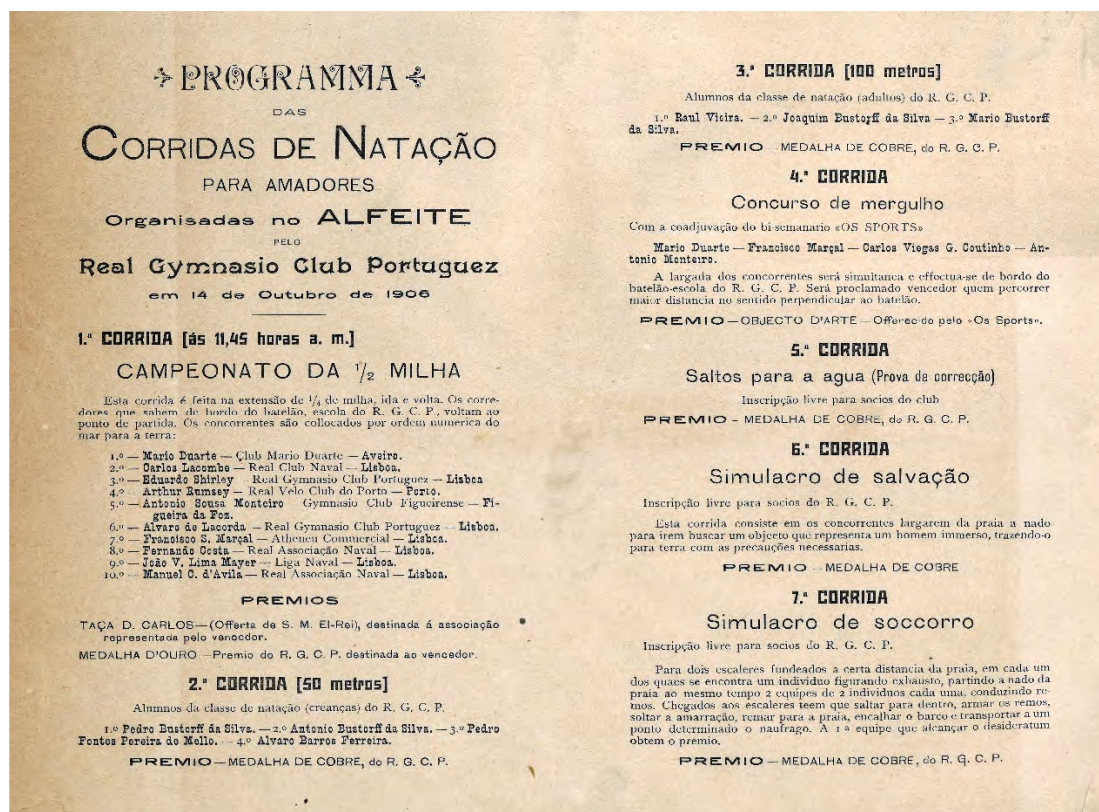 PROGRAMMA
DAS
CORRIDAS DE NATAÇÃO
PARA AMADORES
Organisadas no ALFEITE
PELO
Real Gymnasio Club Portuguez
em 14 de Outubro de 1906
1.ª CORRIDA [ás 11,45 horas a. m.]
CAMPEONATO DA 1/2 MILHA
Esta corrida é feita na extensão de 1/4 de milha, ida e volta. Os corre-
dores que sahem de bordo do batelão, escola do R. G. C. P., voltam ao
ponto de partida. Os concorrentes são collocados por ordem numerica do
mar para a terra:
1.º — Mario Duarte — Club Mario Duarte — Aveiro.
2.º — Carlos Lacombe — Real Club Naval — Lisboa.
3.º — Eduardo Shirley — Real Gymnasio Club Portuguez — Lisboa
4.º — Arthur Rumsey — Real Velo Club do Porto — Porto.
5.º — Antonio Sousa Monteiro — Gymnasio Club Figueirense — Fi-
gueira da Foz.
6.º — Alvaro de Lacerda — Real Gymnasio Club Portuguez — Lisboa.
7.º — Francisco S. Marçal — Atheneu Commercial — Lisboa.
8.º — Fernando Costa — Real Associação Naval — Lisboa.
9.º — João V. Lima Mayer — Liga Naval — Lisboa.
10.º — Manuel C. d'Avila — Real Associação Naval — Lisboa.
PREMIOS
TAÇA D. CARLOS—(Offerta de S. M. El-Rei), destinada á associação
representada pelo vencedor.
MEDALHA D'OURO —Premio do R. G. C. P. destinada ao vencedor.
2.ª CORRIDA [50 metros]
Alumnos da classe de natação (creanças) do R. G. C. P.
1.º Pedro Bustorff da Silva. — 2.º Antonio Bustorff da Silva. — 3.º Pedro
Fontes Pereira de Mello. — 4.º Alvaro Barros Ferreira.
PREMIO — MEDALHA DE COBRE, do R. G. C. P.
3.ª CORRIDA [100 metros]
Alumnos da classe de natação (adultos) do R. G. C. P.
1.º Raul Vieira. — 2.º Joaquim Bustorff da Silva — 3.º Mario Bustorff
da Silva.
PREMIO — MEDALHA DE COBRE, do R. G. C. P.
4.ª CORRIDA
Concurso de mergulho
Com a coadjuvação do bi-semanario «OS SPORTS»
Mario Duarte — Francisco Marçal — Carlos Viegas G. Coutinho — An-
tonio Monteiro.
A largada dos concorrentes será simultanea e effectua-se de bordo do
batelão-escola do R. G. C. P. Será proclamado vencedor quem percorrer
maior distancia no sentido perpendicular ao batelão.
PREMIO — OBJECTO D'ARTE — Offerecido pelo «Os Sports».
5.ª CORRIDA
Saltos para a agua (Prova de correcção)
Inscripção livre para socios do club
PREMIO - MEDALHA DE COBRE, do R. G. C. P.
6.ª CORRIDA
Simulacro de salvação
Inscripção livre para socios do R. G. C. P.
Esta corrida consiste em os concorrentes largarem da praia a nado
para irem buscar um objecto que representa um homem immerso, trazendo-o
para terra com as precauções necessarias.
PREMIO — MEDALHA DE COBRE
7.ª CORRIDA
Simulacro de soccorro
Inscripção livre para socios do R. G. C. P.
Para dois escaleres fundeados a certa distancia da praia, em cada um
dos quaes se encontra um individuo figurando exhausto, partindo a nado da
praia ao mesmo tempo 2 equipes de 2 individuos cada uma, conduzindo re-
mos. Chegados aos escaleres teem que saltar para dentro, armar os remos,
soltar a amarração, remar para a praia, encalhar o barco e transportar a um
ponto determinado o naufrago. A 1.ª equipe que alcançar o desideratum
obtem o premio.
PREMIO — MEDALHA DE COBRE, do R. G. C. P.